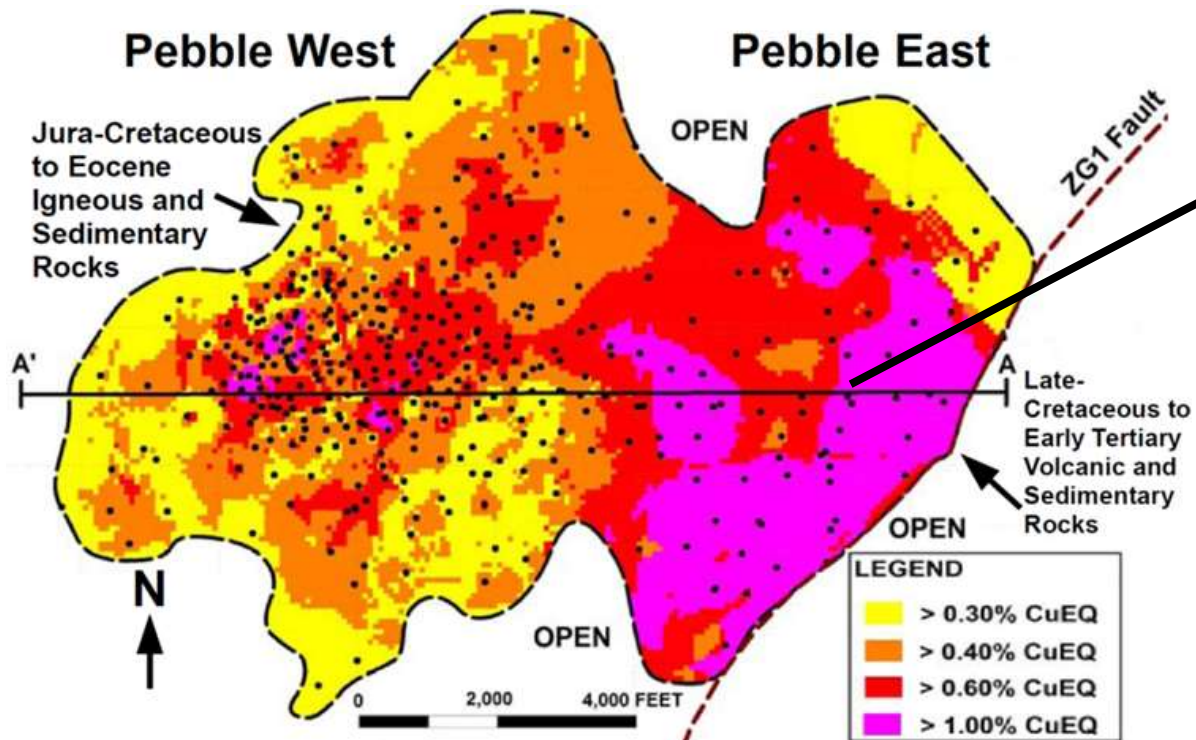 Pebble West
Pebble East
Jura-Cretaceous
to Eocene
Igneous and
Sedimentary
Rocks
OPEN
ZG1 Fault
A'
A
Late-
Cretaceous to
Early Tertiary
Volcanic and
Sedimentary
Rocks
OPEN
N
OPEN
0 2,000 4,000 FEET
LEGEND
> 0.30% CuEQ
> 0.40% CuEQ
> 0.60% CuEQ
> 1.00% CuEQ